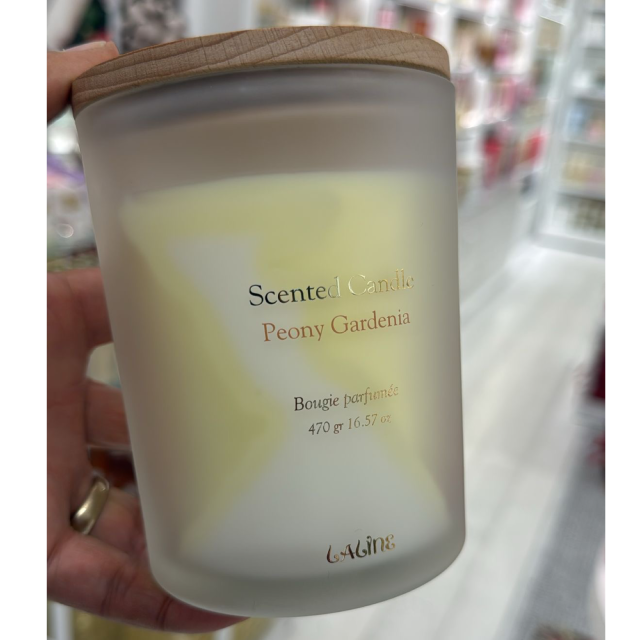 Scented Candle
Peony Gardenia
Bougie parfumée
470 gr 16.57 oz
LALINE